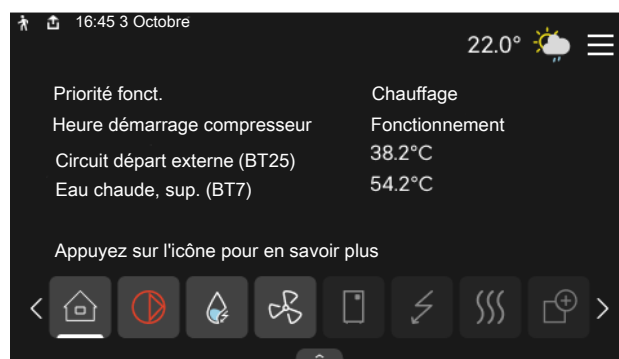 16:45 3 Octobre
22.0°
Priorité fonct. Chauffage
Heure démarrage compresseur Fonctionnement
Circuit départ externe (BT25) 38.2°C
Eau chaude, sup. (BT7) 54.2°C
Appuyez sur l'icône pour en savoir plus